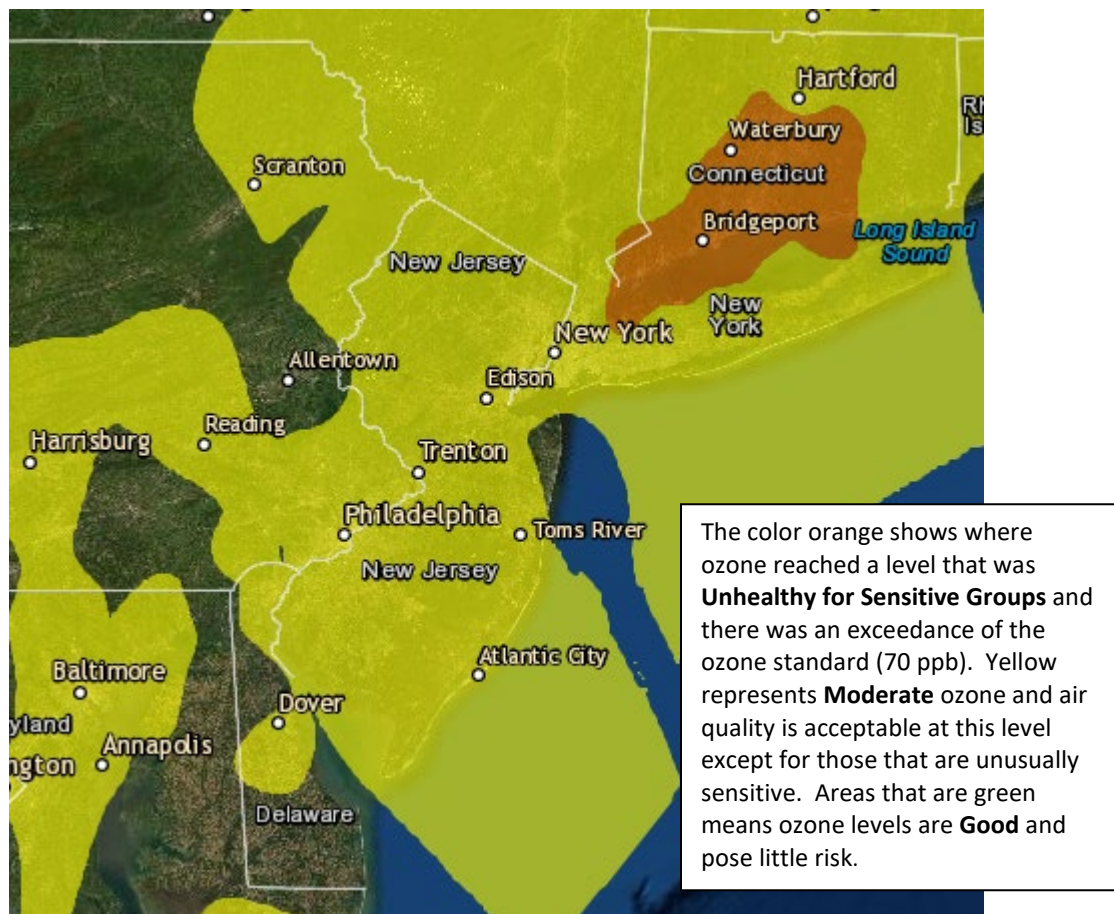 Hartford
Waterbury
Connecticut
Bridgeport
Long Island
Sound
Scranton
New Jersey
New
York
New York
Allentown
Edison
Reading
Harrisburg
Trenton
Philadelphia
Toms River
New Jersey
Baltimore
Atlantic City
Dover
yland
Annapolis
ngton
Delaware
The color orange shows where
ozone reached a level that was
Unhealthy for Sensitive Groups and
there was an exceedance of the
ozone standard (70 ppb).  Yellow
represents Moderate ozone and air
quality is acceptable at this level
except for those that are unusually
sensitive.  Areas that are green
means ozone levels are Good and
pose little risk.